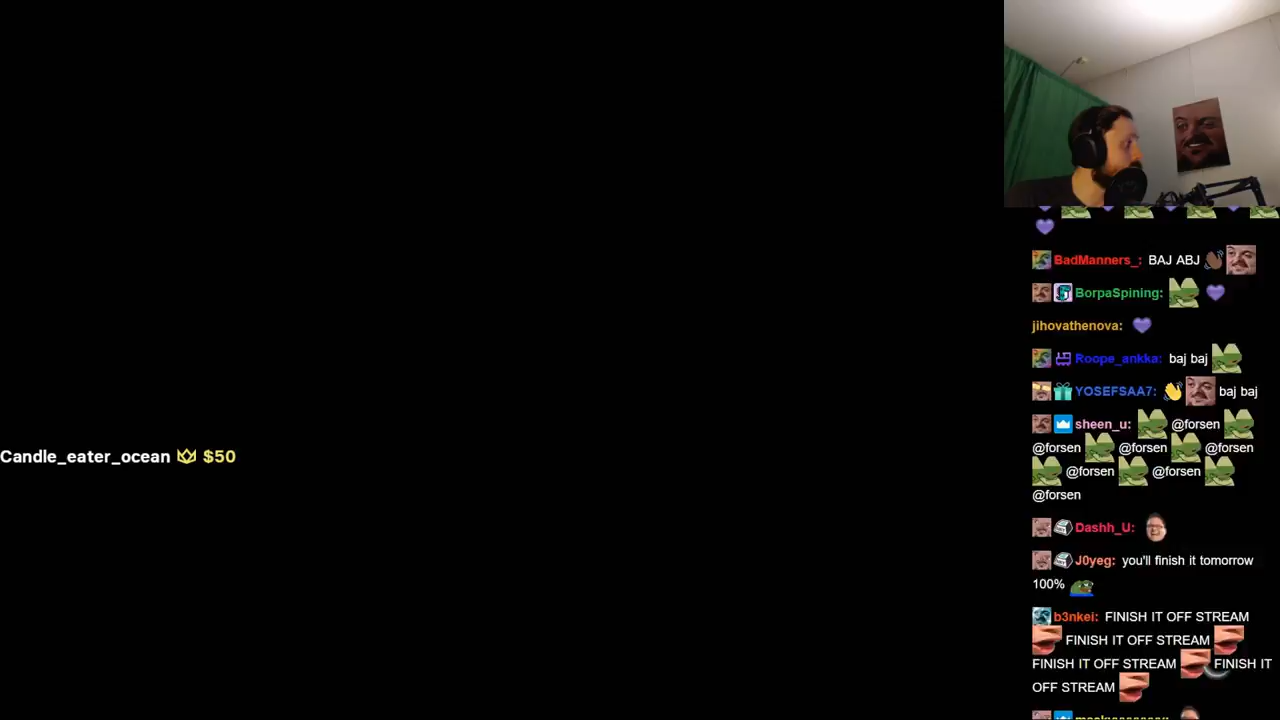 BadManners_: BAJ ABJ
BorpaSpining:
jihovathenova:
Roope_ankka: baj baj
YOSEFSAA7: baj baj
Candle_eater_ocean $50
sheen_u: @forsen
@forsen @forsen @forsen
@forsen @forsen
@forsen
Dashh_U:
J0yeg: you'll finish it tomorrow
100%
b3nkei: FINISH IT OFF STREAM
FINISH IT OFF STREAM
FINISH IT OFF STREAM FINISH IT
OFF STREAM